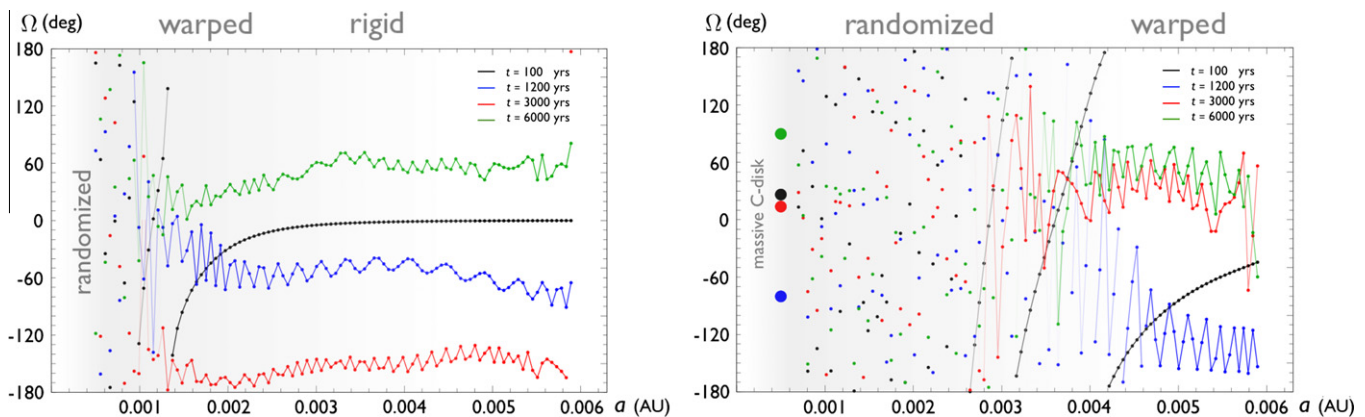 Ω (deg) warped rigid
180
120
60
0
-60
-120
-180
randomized
t = 100 yrs
t = 1200 yrs
t = 3000 yrs
t = 6000 yrs
0.001 0.002 0.003 0.004 0.005 0.006 a (AU)
Ω (deg) randomized warped
180
120
60
0
-60
-120
-180
massive C-disk
t = 100 yrs
t = 1200 yrs
t = 3000 yrs
t = 6000 yrs
0.001 0.002 0.003 0.004 0.005 0.006 a (AU)